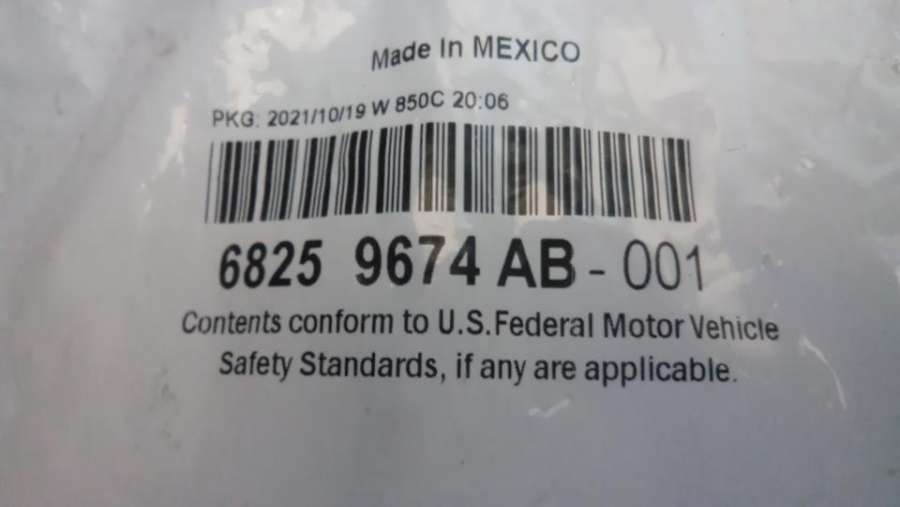 Made In MEXICO
PKG: 2021/10/19 W 850C 20:06
6825 9674 AB - 001
Contents conform to U.S.Federal Motor Vehicle
Safety Standards, if any are applicable.